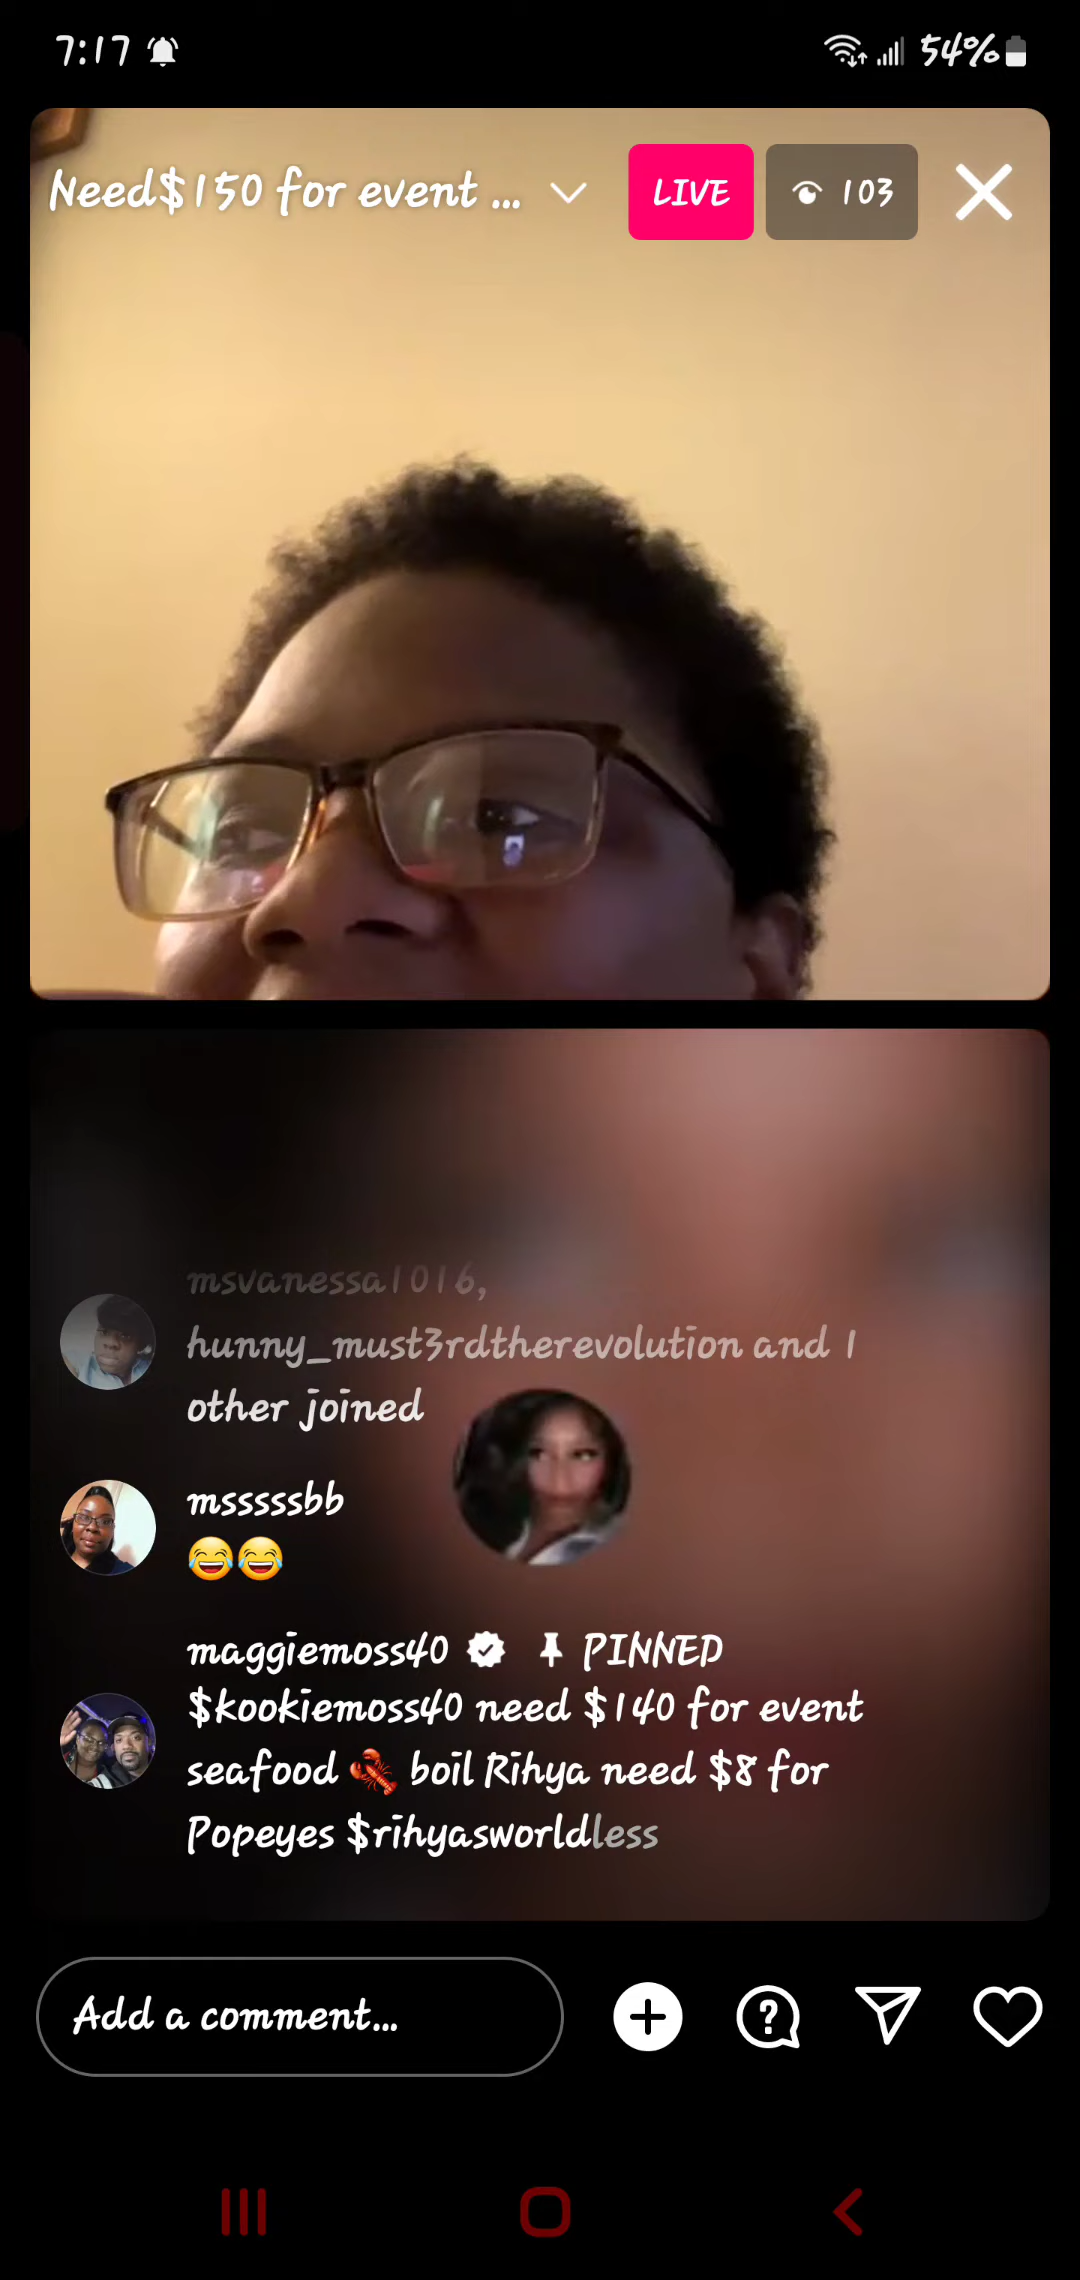 7:17
54%
Need$150 for event ...
LIVE
103
msvanessa1016,
hunny_must3rdtherevolution and 1
other joined
msssssbb
😂😂
maggiemoss40 PINNED
$kookiemoss40 need $140 for event
seafood 🦞 boil Rihya need $8 for
Popeyes $rihyasworldless
Add a comment...